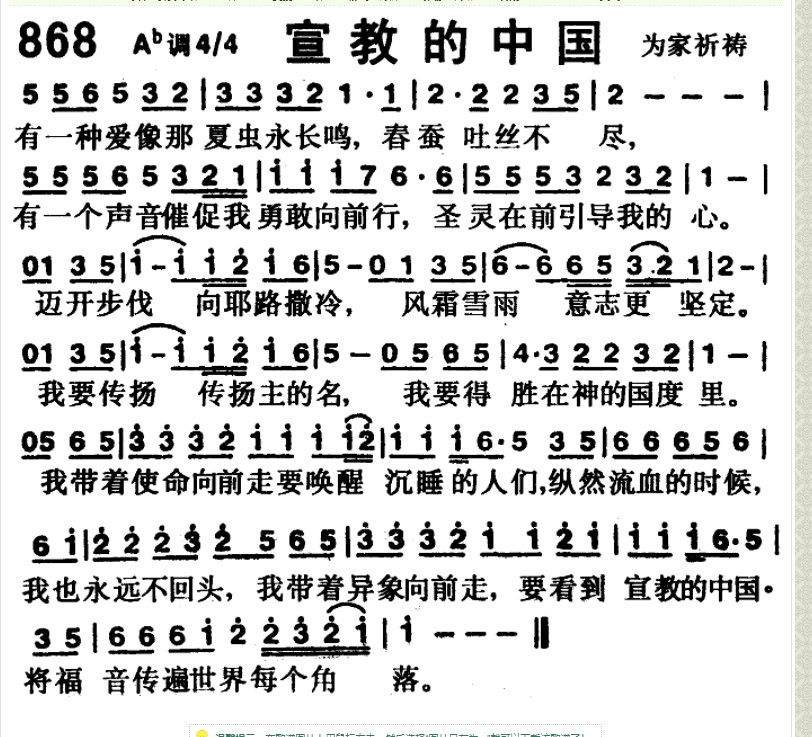 868 A♭调4/4 宣教的中国 为家祈祷
5 5 6 5 3 2 | 3 3 3 2 1 · 1 | 2 · 2 2 3 5 | 2 – – – |
有一种爱像那 夏虫永长鸣, 春蚕 吐丝不 尽,
5 5 5 6 5 3 2 1 | i i i 7 6 · 6 | 5 5 5 3 2 3 2 | 1 – |
有一个声音催促我 勇敢向前行, 圣灵在前引导我的 心。
0 1 3 5 | i – i i 2̇ i 6 | 5 – 0 1 3 5 | 6 – 6 6 5 3 2 1 | 2 – |
迈开步伐 向耶路撒冷, 风霜雪雨 意志更 坚定。
0 1 3 5 | i – i i 2̇ i 6 | 5 – 0 5 6 5 | 4 · 3 2 2 3 2 | 1 – |
我要传扬 传扬主的名, 我要得 胜在神的国度 里。
0 5 6 5 | 3̇ 3̇ 3̇ 2̇ i i i i 2̇ | i i i 6 · 5 3 5 | 6 6 6 5 6 |
我带着使命向前走要唤醒 沉睡的人们,纵然流血的时候,
6 i | 2̇ 2̇ 2̇ 3̇ 2̇ 5 6 5 | 3̇ 3̇ 3̇ 2̇ i i 2̇ i | i i i 6 · 5 |
我也永远不回头, 我带着异象向前走, 要看到 宣教的中国·
3 5 | 6 6 6 i 2̇ 2̇ 3̇ 2̇ i | i – – – ‖
将福 音传遍世界每个角 落。